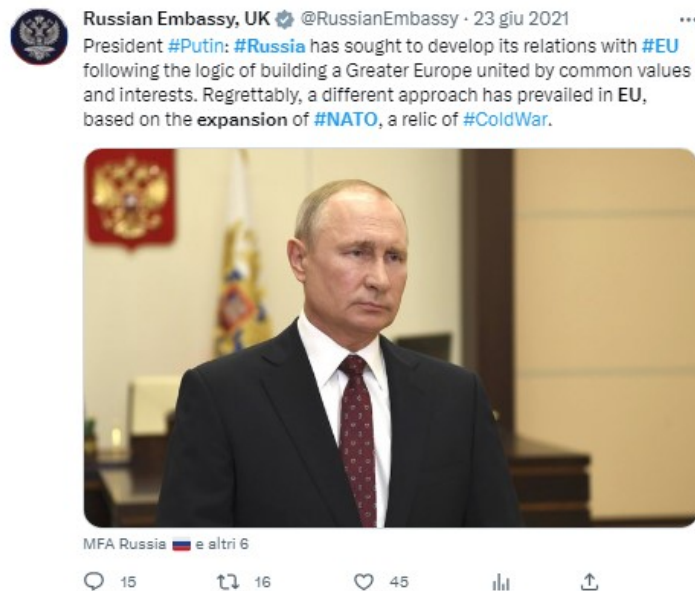 Russian Embassy, UK @RussianEmbassy · 23 giu 2021
President #Putin: #Russia has sought to develop its relations with #EU
following the logic of building a Greater Europe united by common values
and interests. Regrettably, a different approach has prevailed in EU,
based on the expansion of #NATO, a relic of #ColdWar.
MFA Russia 🇷🇺 e altri 6
15 16 45